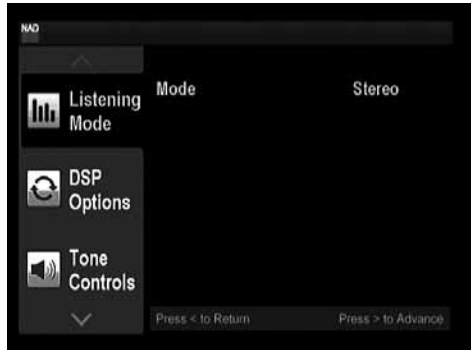 NAD
Listening
Mode
Mode Stereo
DSP
Options
Tone
Controls
Press < to Return Press > to Advance